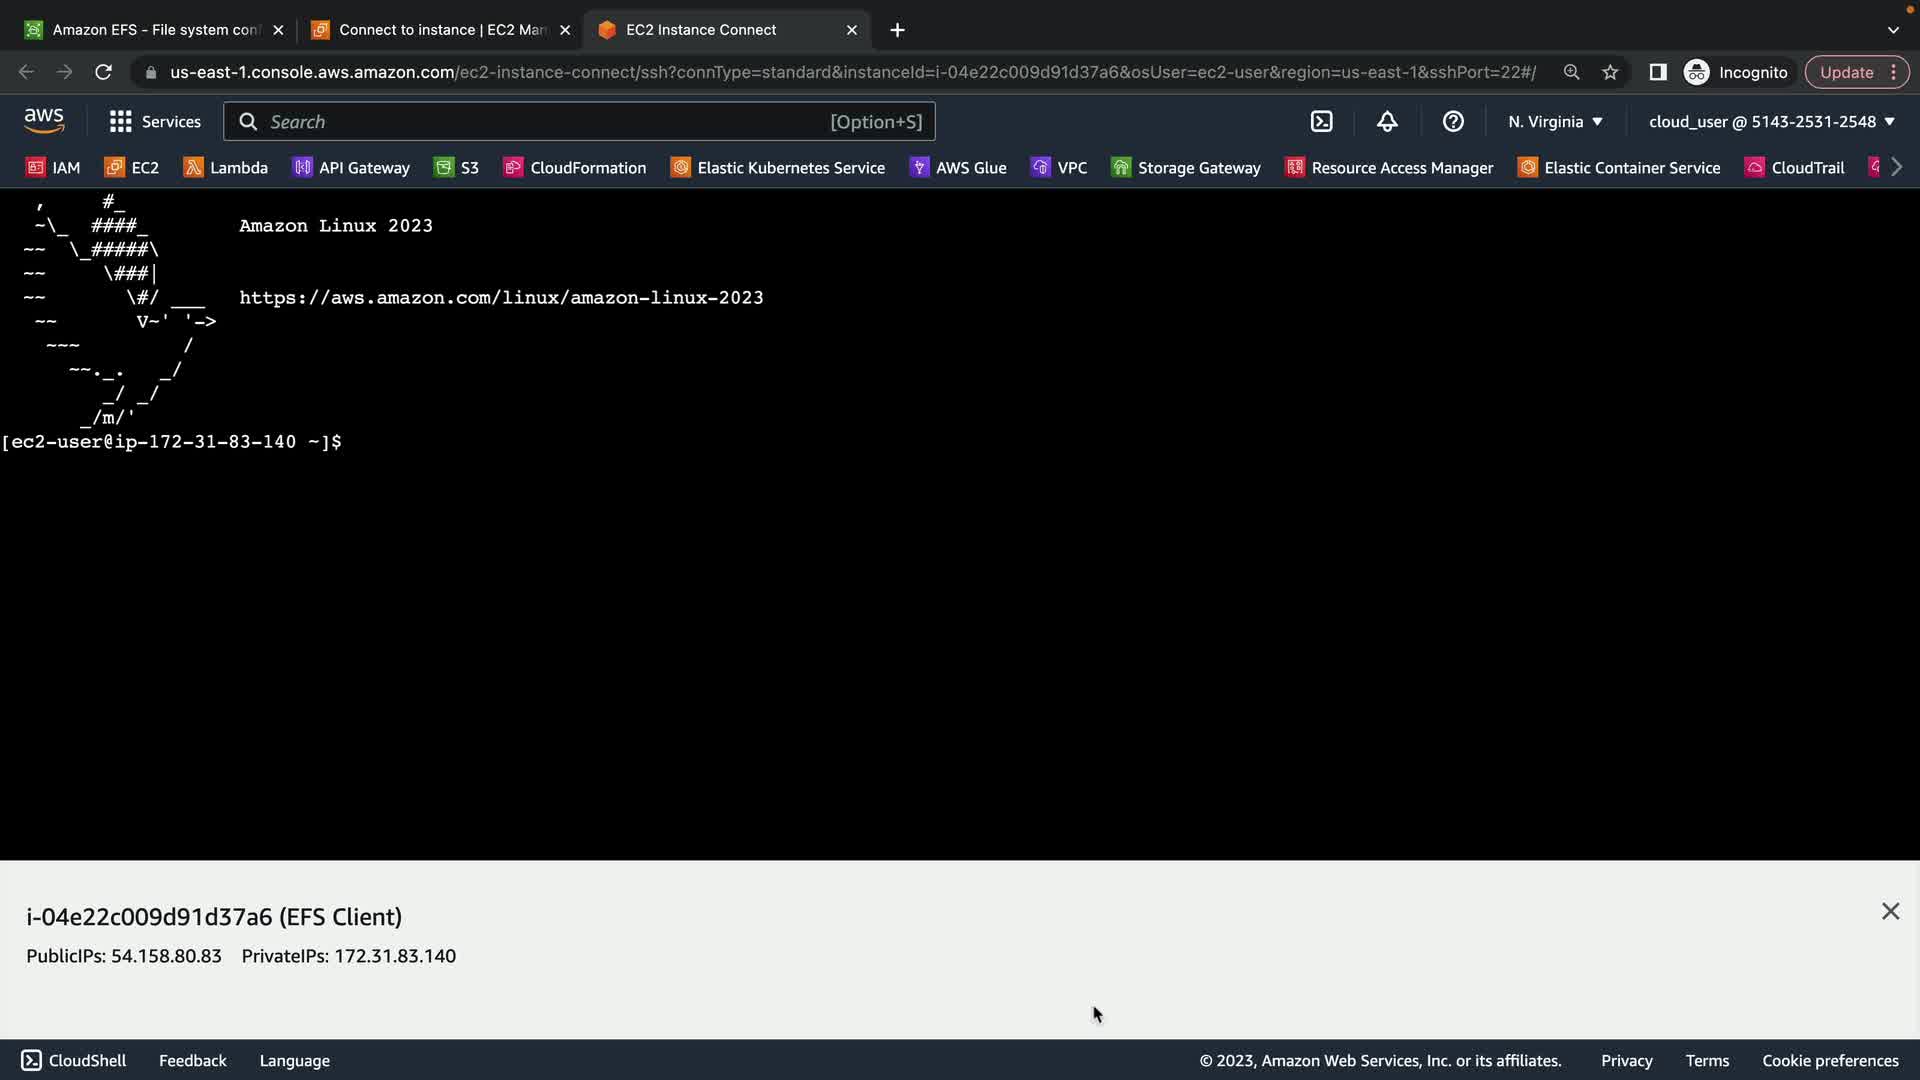 Amazon EFS - File system con
Connect to instance | EC2 Man
EC2 Instance Connect
us-east-1.console.aws.amazon.com/ec2-instance-connect/ssh?connType=standard&instanceId=i-04e22c009d91d37a6&osUser=ec2-user&region=us-east-1&sshPort=22#/
Incognito
Update
aws
Services
Search
[Option+S]
N. Virginia
cloud_user @ 5143-2531-2548
IAM
EC2
Lambda
API Gateway
S3
CloudFormation
Elastic Kubernetes Service
AWS Glue
VPC
Storage Gateway
Resource Access Manager
Elastic Container Service
CloudTrail
   ,     #_
   ~\_  ####_        Amazon Linux 2023
  ~~  \_#####\
  ~~     \###|
  ~~       \#/ ___   https://aws.amazon.com/linux/amazon-linux-2023
   ~~       V~' '->
    ~~~         /
      ~~._.   _/
         _/ _/
       _/m/'
[ec2-user@ip-172-31-83-140 ~]$
i-04e22c009d91d37a6 (EFS Client)
PublicIPs: 54.158.80.83 PrivateIPs: 172.31.83.140
CloudShell
Feedback
Language
© 2023, Amazon Web Services, Inc. or its affiliates.
Privacy
Terms
Cookie preferences